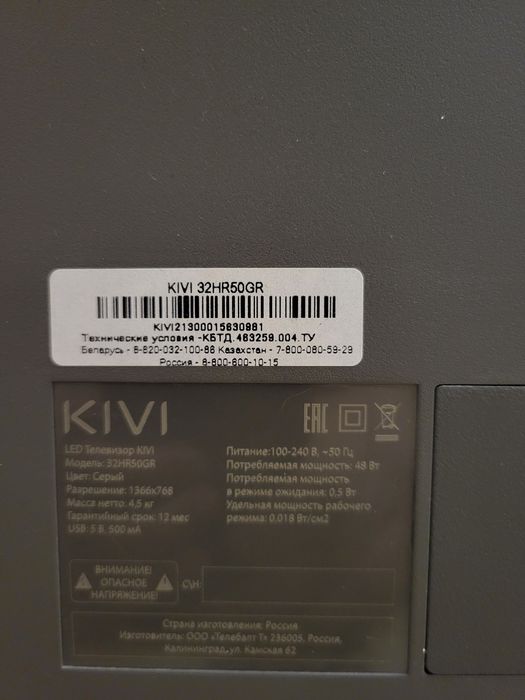 KIVI 32HR50GR
KIVI21300015630981
Технические условия -КБТД.463259.004.ТУ
Беларусь - 8-820-032-100-88 Казахстан - 7-800-080-59-29
Россия - 8-800-600-10-15
KIVI
EAC
LED Телевизор KIVI
Модель: 32HR50GR
Цвет: Серый
Разрешение: 1366x768
Масса нетто: 4,5 кг
Гарантийный срок: 12 мес
USB: 5 В, 500 мА
Питание:100-240 В, ~50 Гц
Потребляемая мощность: 48 Вт
Потребляемая мощность
в режиме ожидания: 0,5 Вт
Удельная мощность рабочего
режима: 0.018 Вт/см2
ВНИМАНИЕ!
ОПАСНОЕ
НАПРЯЖЕНИЕ!
С\Н:
Страна изготовления: Россия
Изготовитель: ООО «Телебалт Т» 236005, Россия,
Калининград, ул. Камская 62